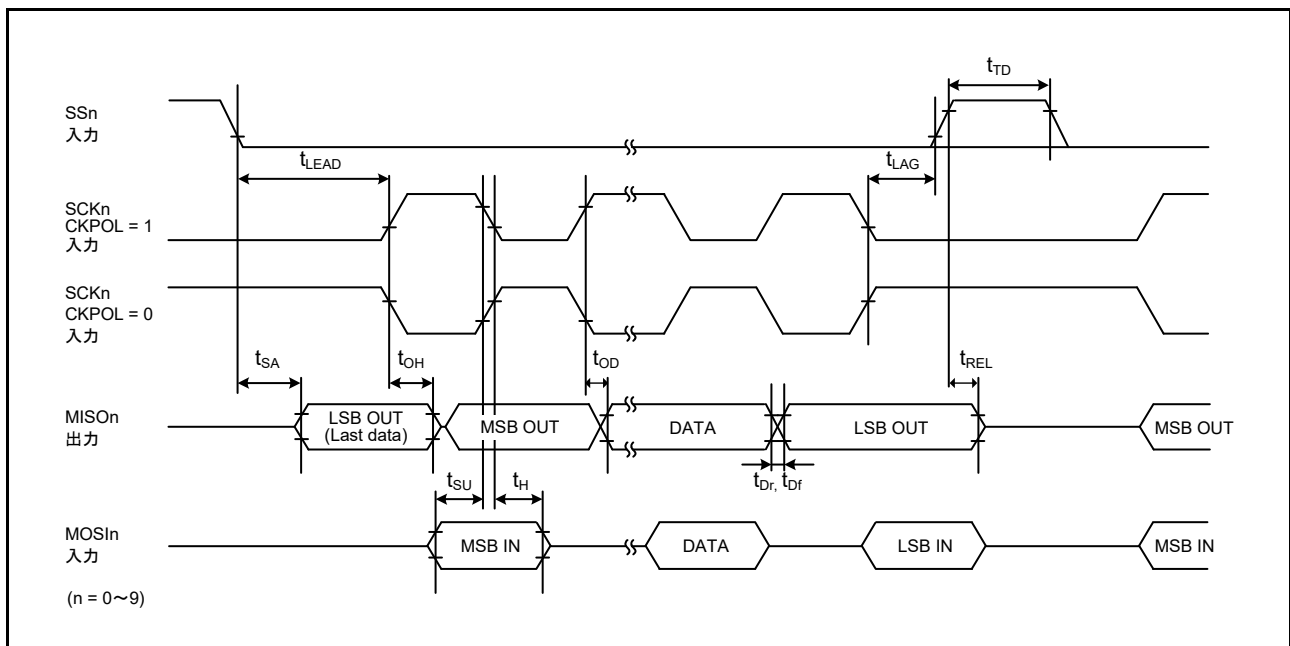 SSn
入力
tTD
tLEAD
tLAG
SCKn
CKPOL = 1
入力
SCKn
CKPOL = 0
入力
tSA
tOH
tOD
tREL
MISOn
出力
LSB OUT
(Last data)
MSB OUT
DATA
LSB OUT
MSB OUT
tDr, tDf
tSU
tH
MOSIn
入力
MSB IN
DATA
LSB IN
MSB IN
(n = 0～9)